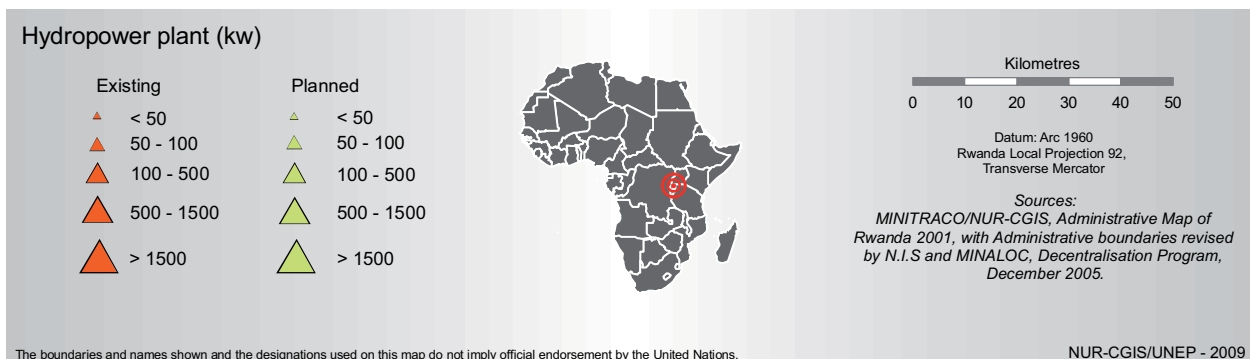 Hydropower plant (kw)
Existing
< 50
50 - 100
100 - 500
500 - 1500
> 1500
Planned
< 50
50 - 100
100 - 500
500 - 1500
> 1500
Kilometres
0 10 20 30 40 50
Datum: Arc 1960
Rwanda Local Projection 92,
Transverse Mercator
Sources:
MINITRACO/NUR-CGIS, Administrative Map of
Rwanda 2001, with Administrative boundaries revised
by N.I.S and MINALOC, Decentralisation Program,
December 2005.
The boundaries and names shown and the designations used on this map do not imply official endorsement by the United Nations.
NUR-CGIS/UNEP - 2009